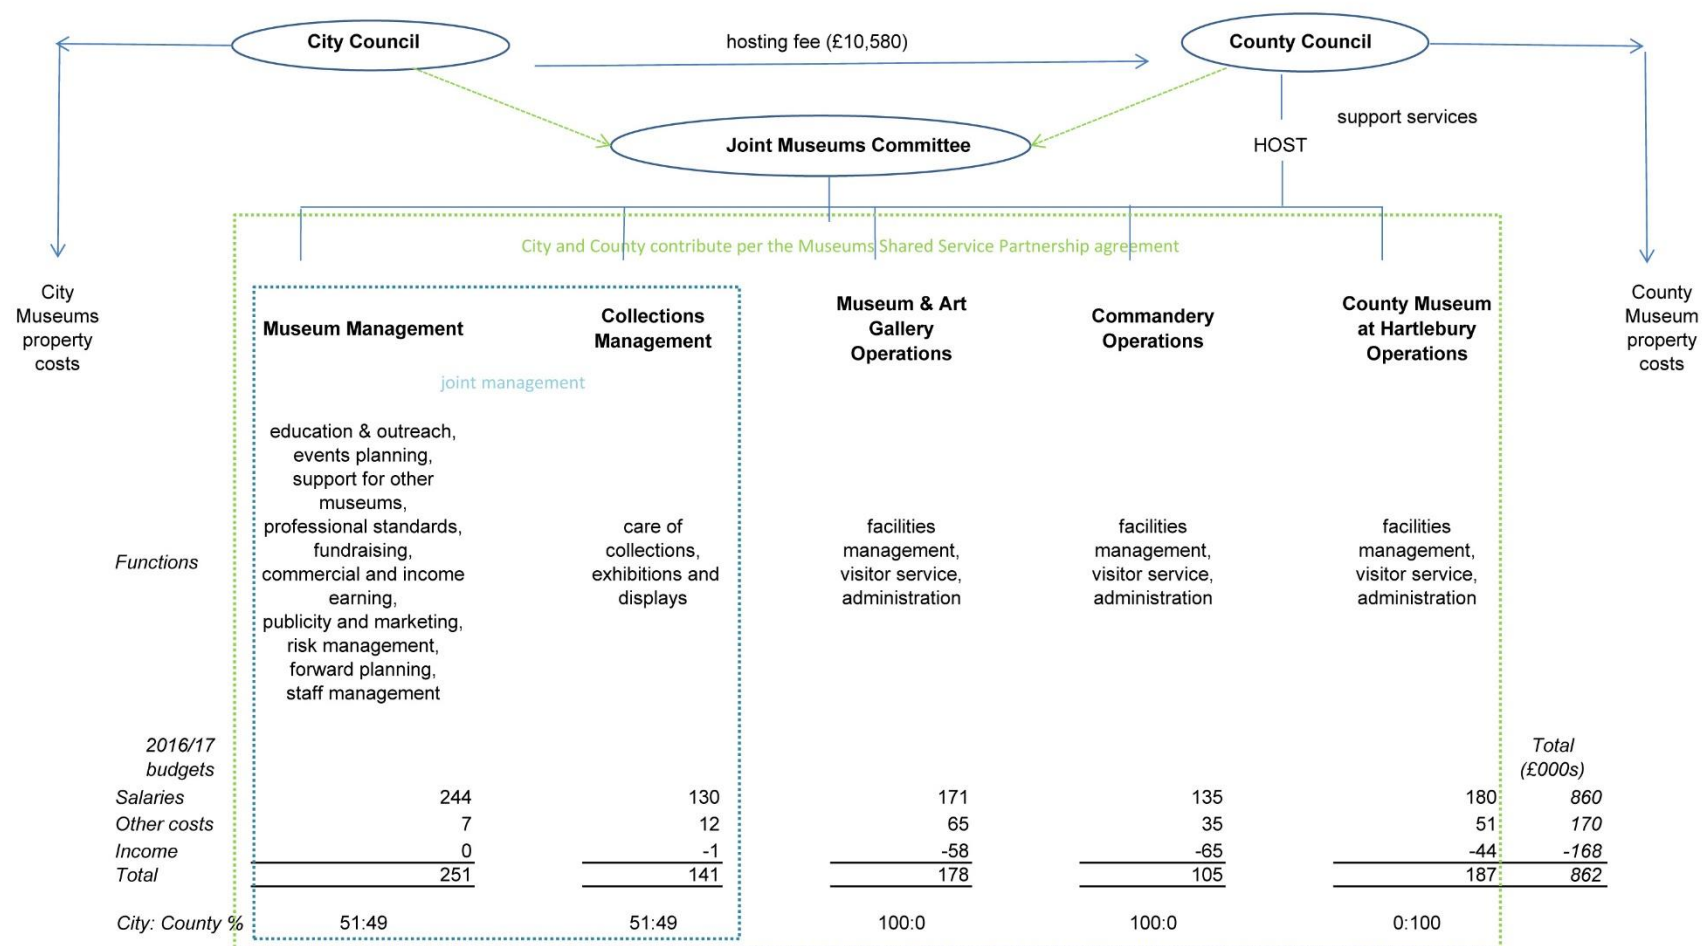 City Council
hosting fee (£10,580)
County Council
support services
Joint Museums Committee
HOST
City and County contribute per the Museums Shared Service Partnership agreement
City
Museums
property
costs
Museum Management
Collections
Management
Museum & Art
Gallery
Operations
Commandery
Operations
County Museum
at Hartlebury
Operations
County
Museum
property
costs
joint management
Functions
education & outreach,
events planning,
support for other
museums,
professional standards,
fundraising,
commercial and income
earning,
publicity and marketing,
risk management,
forward planning,
staff management
care of
collections,
exhibitions and
displays
facilities
management,
visitor service,
administration
facilities
management,
visitor service,
administration
facilities
management,
visitor service,
administration
2016/17
budgets
Total
(£000s)
Salaries 244 130 171 135 180 860
Other costs 7 12 65 35 51 170
Income 0 -1 -58 -65 -44 -168
Total 251 141 178 105 187 862
City: County % 51:49 51:49 100:0 100:0 0:100